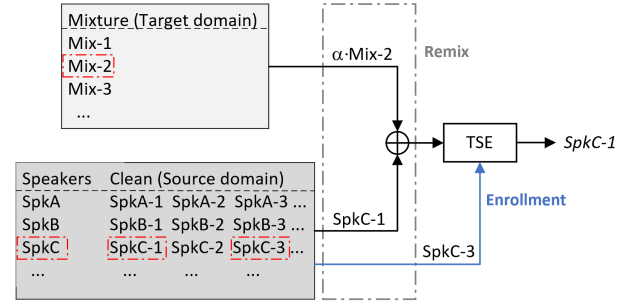 Mixture (Target domain)
Mix-1
Mix-2
Mix-3
...
α·Mix-2
Remix
TSE
SpkC-1
Enrollment
Speakers Clean (Source domain)
SpkA SpkA-1 SpkA-2 SpkA-3 ...
SpkB SpkB-1 SpkB-2 SpkB-3 ...
SpkC SpkC-1 SpkC-2 SpkC-3 ...
... ... ... ...
SpkC-1
SpkC-3